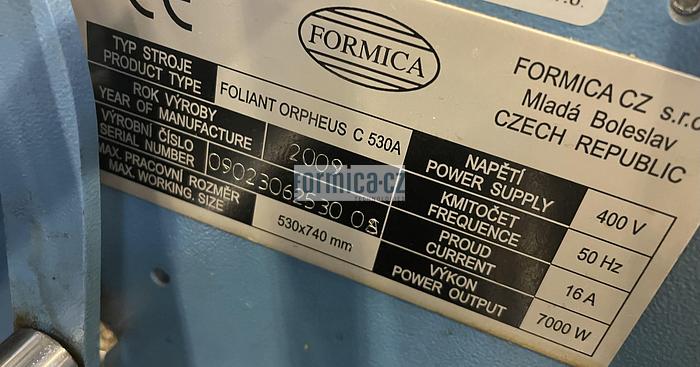 FORMICA
FORMICA CZ s.r.o
Mladá Boleslav
CZECH REPUBLIC
TYP STROJE
PRODUCT TYPE
FOLIANT ORPHEUS C 530A
ROK VÝROBY
YEAR OF MANUFACTURE
2009
VÝROBNÍ ČÍSLO
SERIAL NUMBER
MAX. PRACOVNÍ ROZMĚR
MAX. WORKING. SIZE
530x740 mm
NAPĚTÍ
POWER SUPPLY
400 V
KMITOČET
FREQUENCE
50 Hz
PROUD
CURRENT
16 A
VÝKON
POWER OUTPUT
7000 W
formica-cz